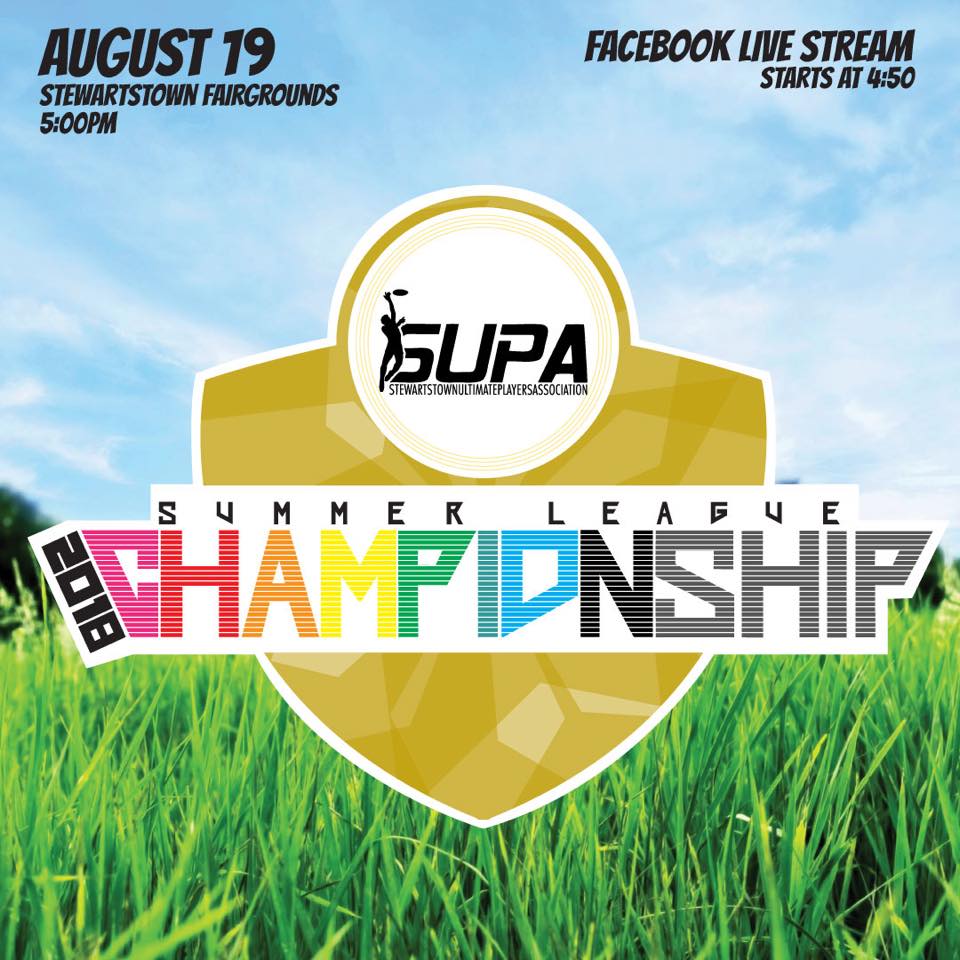 AUGUST 19
STEWARTSTOWN FAIRGROUNDS
5:00PM
FACEBOOK LIVE STREAM
STARTS AT 4:50
SUPA
STEWARTSTOWNULTIMATEPLAYERSASSOCIATION
SUMMER LEAGUE
2018
CHAMPIONSHIP